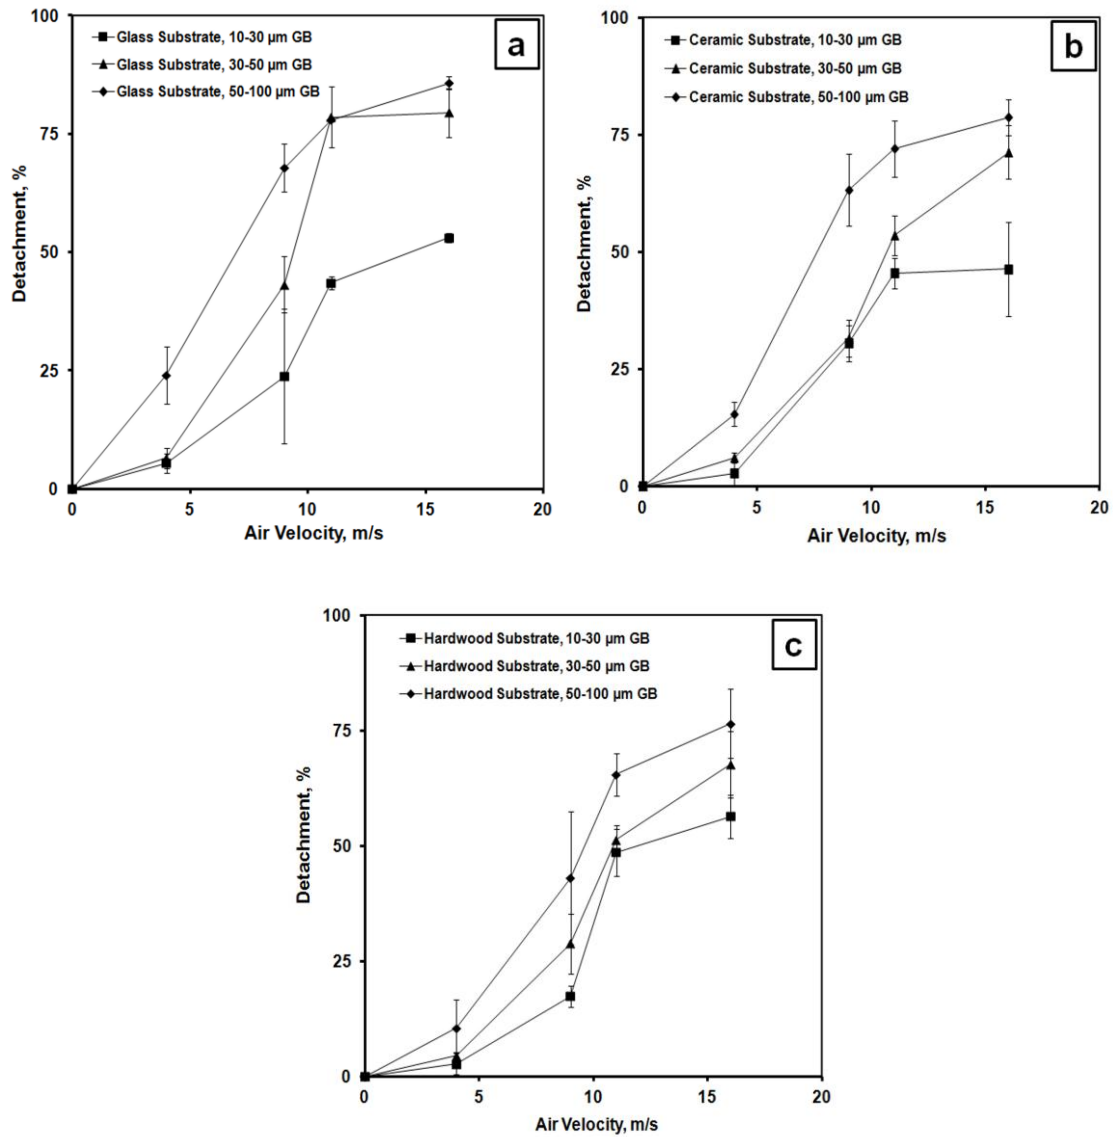 100
75
50
25
0
Detachment, %
Glass Substrate, 10-30 µm GB
Glass Substrate, 30-50 µm GB
Glass Substrate, 50-100 µm GB
a
0
5
10
15
20
Air Velocity, m/s
100
75
50
25
0
Detachment, %
Ceramic Substrate, 10-30 µm GB
Ceramic Substrate, 30-50 µm GB
Ceramic Substrate, 50-100 µm GB
b
0
5
10
15
20
Air Velocity, m/s
100
75
50
25
0
Detachment, %
Hardwood Substrate, 10-30 µm GB
Hardwood Substrate, 30-50 µm GB
Hardwood Substrate, 50-100 µm GB
c
0
5
10
15
20
Air Velocity, m/s